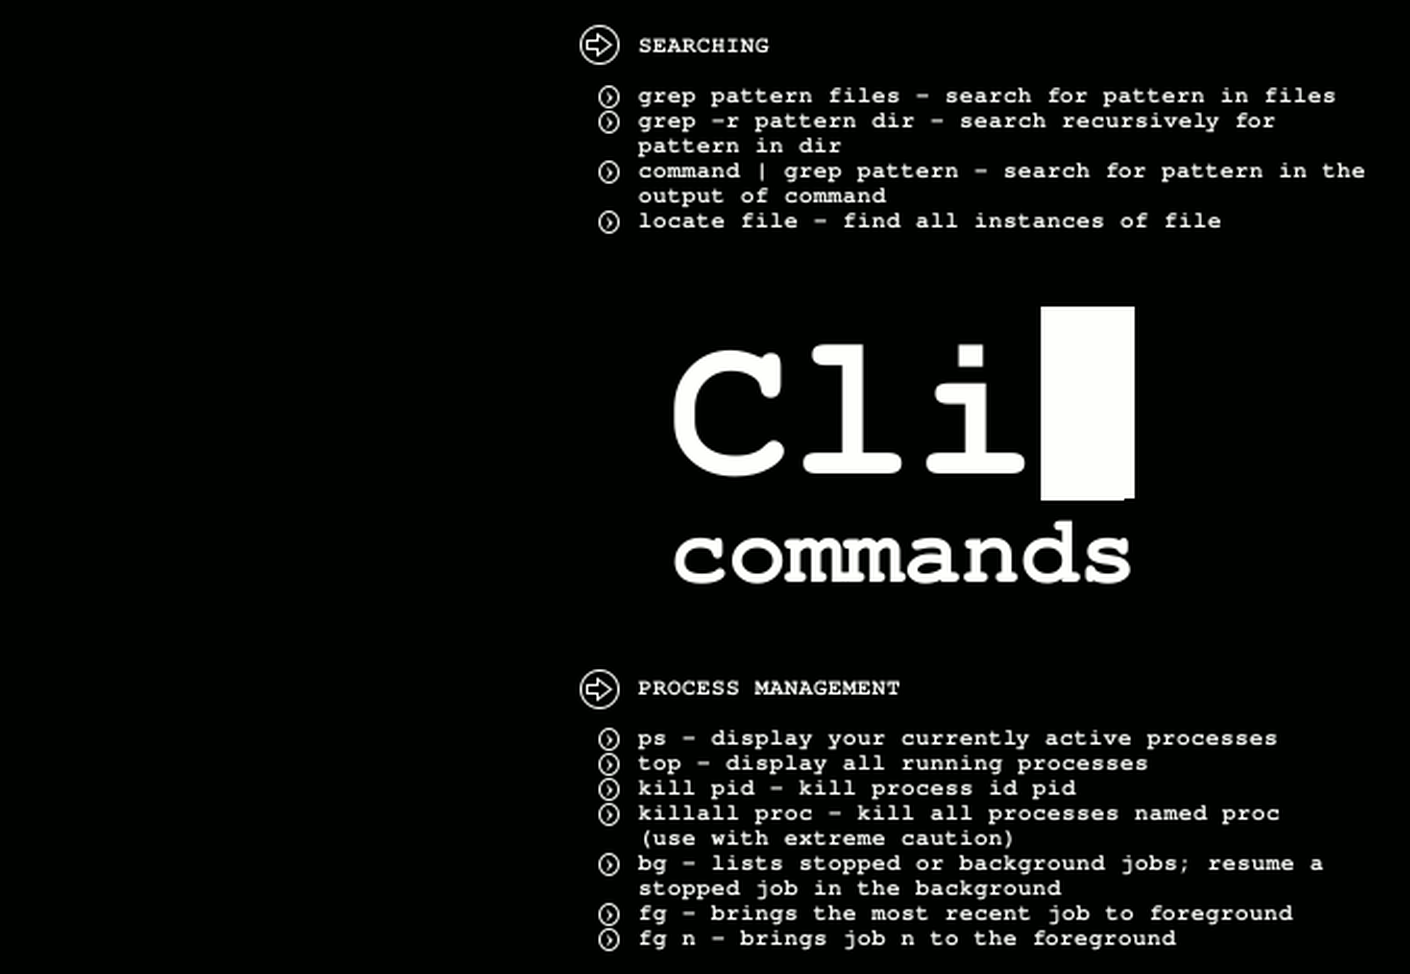 SEARCHING
grep pattern files - search for pattern in files
grep -r pattern dir - search recursively for
pattern in dir
command | grep pattern - search for pattern in the
output of command
locate file - find all instances of file
Cli
commands
PROCESS MANAGEMENT
ps - display your currently active processes
top - display all running processes
kill pid - kill process id pid
killall proc - kill all processes named proc
(use with extreme caution)
bg - lists stopped or background jobs; resume a
stopped job in the background
fg - brings the most recent job to foreground
fg n - brings job n to the foreground